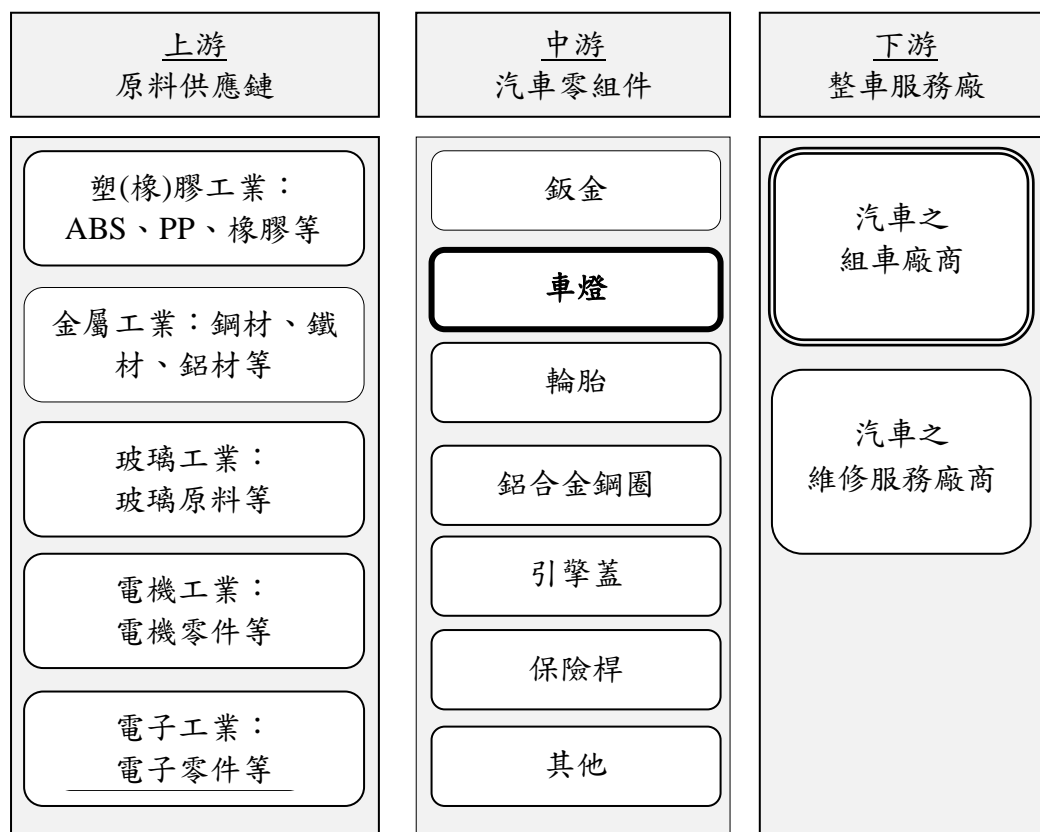 上游
原料供應鏈
中游
汽車零組件
下游
整車服務廠
塑(橡)膠工業：
ABS、PP、橡膠等
金屬工業：鋼材、鐵
材、鋁材等
玻璃工業：
玻璃原料等
電機工業：
電機零件等
電子工業：
電子零件等
鈑金
車燈
輪胎
鋁合金鋼圈
引擎蓋
保險桿
其他
汽車之
組車廠商
汽車之
維修服務廠商